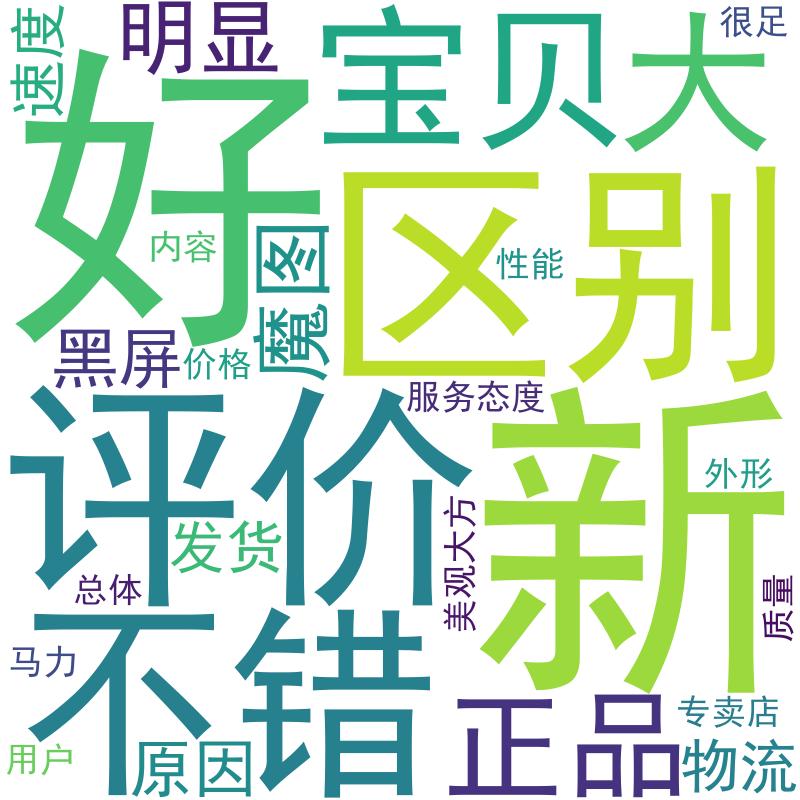 速度
明显
宝贝
大
很足
好
区别
内容
魔图
性能
黑屏
价格
服务态度
评价
新
外形
发货
美观大方
总体
质量
不错
马力
正品
专卖店
用户
原因
物流